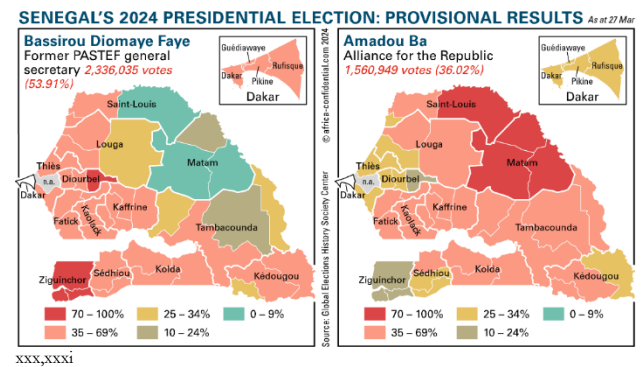 SENEGAL'S 2024 PRESIDENTIAL ELECTION: PROVISIONAL RESULTS As at 27 Mar
Bassirou Diomaye Faye
Former PASTEF general
secretary 2,336,035 votes
(53.91%)
Guédiawaye
Rufisque
Dakar
Pikine
Dakar
Saint-Louis
Louga
Matam
Thiès
n.a.
Diourbel
Dakar
Fatick
Kaolack
Kaffrine
Tambacounda
Ziguinchor
Sédhiou
Kolda
Kédougou
70 – 100%
25 – 34%
0 – 9%
35 – 69%
10 – 24%
© africa-confidential.com 2024
Source: Global Elections History Society Center
Amadou Ba
Alliance for the Republic
1,560,949 votes (36.02%)
Guédiawaye
Rufisque
Dakar
Pikine
Dakar
Saint-Louis
Louga
Matam
Thiès
n.a.
Diourbel
Dakar
Fatick
Kaolack
Kaffrine
Tambacounda
Ziguinchor
Sédhiou
Kolda
Kédougou
70 – 100%
25 – 34%
0 – 9%
35 – 69%
10 – 24%
xxx,xxxi